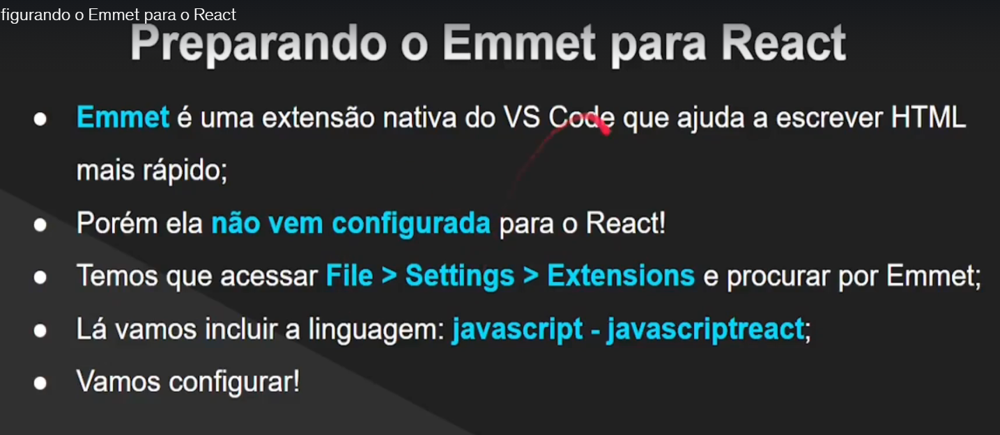 figurando o Emmet para o React
Preparando o Emmet para React
● Emmet é uma extensão nativa do VS Code que ajuda a escrever HTML
mais rápido;
● Porém ela não vem configurada para o React!
● Temos que acessar File > Settings > Extensions e procurar por Emmet;
● Lá vamos incluir a linguagem: javascript - javascriptreact;
● Vamos configurar!